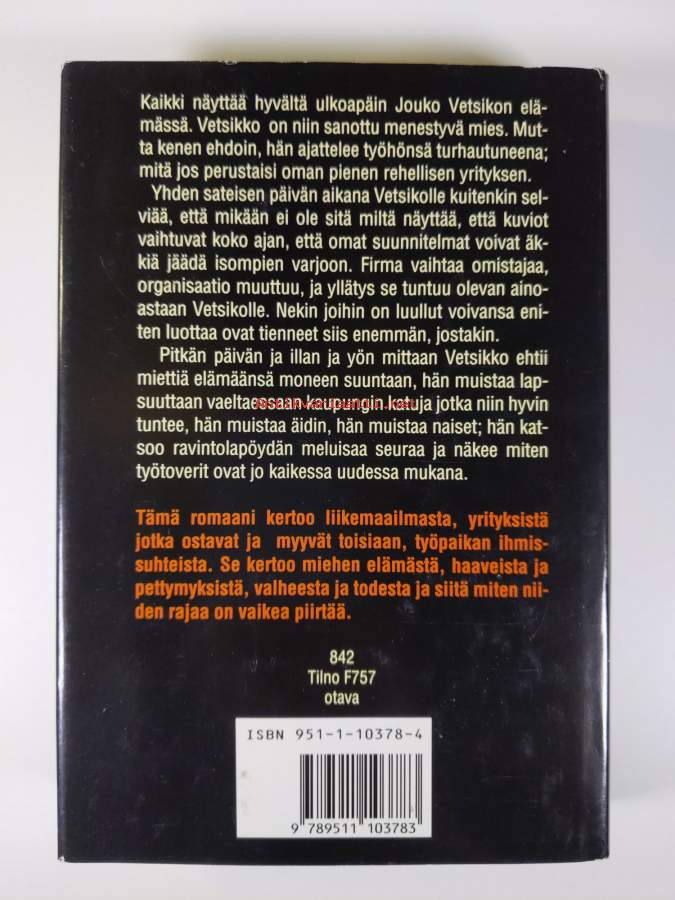 Kaikki näyttää hyvältä ulkoapäin Jouko Vetsikon elä-
mässä. Vetsikko on niin sanottu menestyvä mies. Mut-
ta kenen ehdoin, hän ajattelee työhönsä turhautuneena;
mitä jos perustaisi oman pienen rehellisen yrityksen.
Yhden sateisen päivän aikana Vetsikolle kuitenkin sel-
viää, että mikään ei ole sitä miltä näyttää, että kuviot
vaihtuvat koko ajan, että omat suunnitelmat voivat äk-
kiä jäädä isompien varjoon. Firma vaihtaa omistajaa,
organisaatio muuttuu, ja yllätys se tuntuu olevan aino-
astaan Vetsikolle. Nekin joihin on luullut voivansa eni-
ten luottaa ovat tienneet siis enemmän, jostakin.
Pitkän päivän ja illan ja yön mittaan Vetsikko ehtii
miettiä elämäänsä moneen suuntaan, hän muistaa lap-
suuttaan vaeltaessaan kaupungin katuja jotka niin hyvin
tuntee, hän muistaa äidin, hän muistaa naiset; hän kat-
soo ravintolapöydän meluisaa seuraa ja näkee miten
työtoverit ovat jo kaikessa uudessa mukana.
Tämä romaani kertoo liikemaailmasta, yrityksistä
jotka ostavat ja myyvät toisiaan, työpaikan ihmis-
suhteista. Se kertoo miehen elämästä, haaveista ja
pettymyksistä, valheesta ja todesta ja siitä miten nii-
den rajaa on vaikea piirtää.
842
Tilno F757
otava
ISBN 951-1-10378-4
9 789511 103783